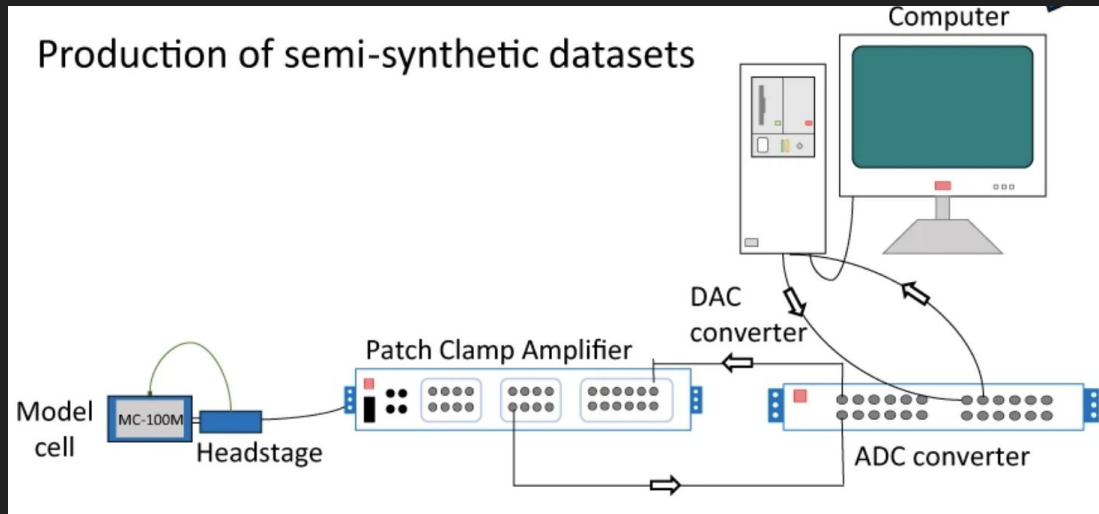 Computer
Production of semi-synthetic datasets
DAC
converter
Patch Clamp Amplifier
Model
cell
MC-100M
Headstage
ADC converter